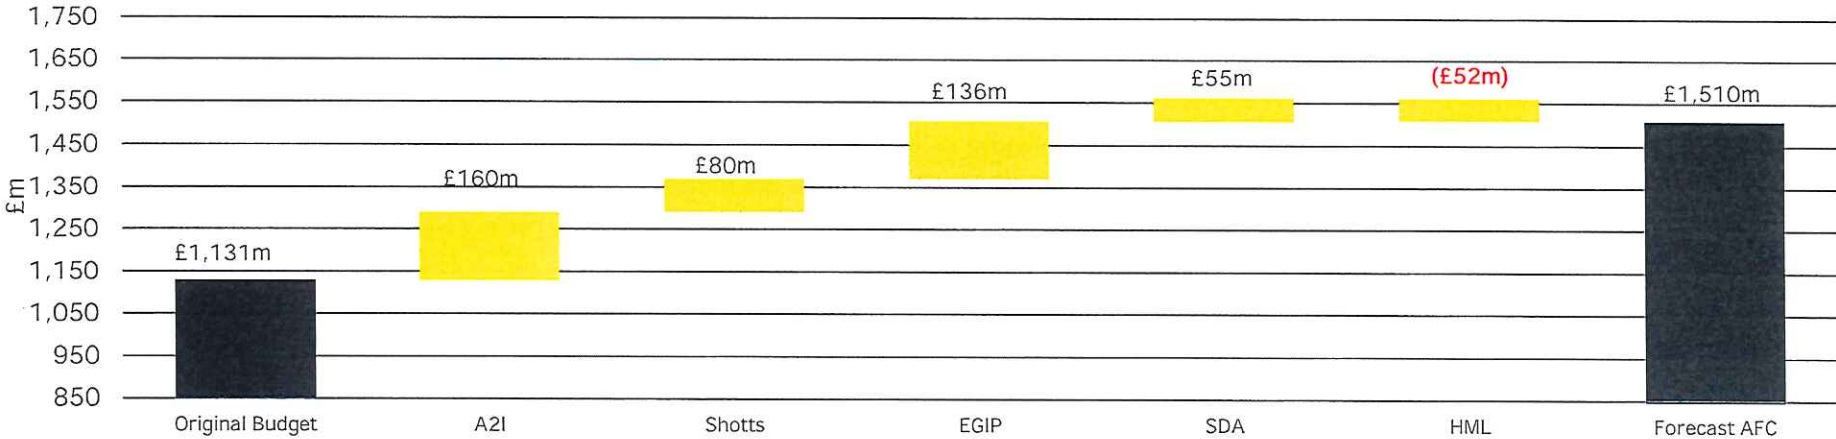 1,750
1,650
1,550
1,450
1,350
1,250
1,150
1,050
950
850
£m
£1,131m
£160m
£80m
£136m
£55m
(£52m)
£1,510m
Original Budget
A2I
Shotts
EGIP
SDA
HML
Forecast AFC